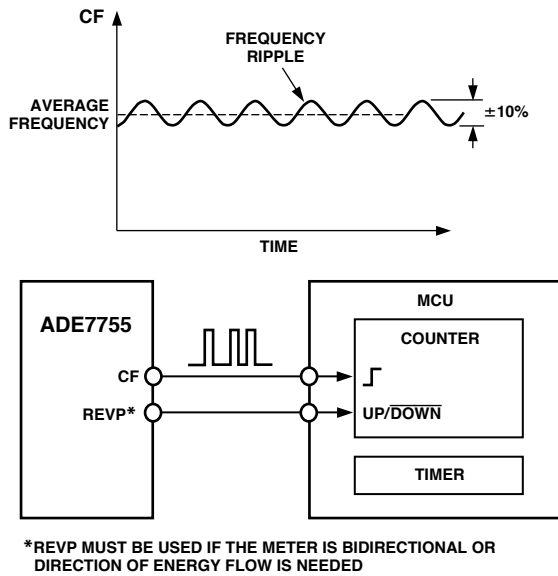 CF
FREQUENCY
RIPPLE
AVERAGE
FREQUENCY
±10%
TIME
ADE7755
MCU
COUNTER
CF
REVP*
UP/DOWN
TIMER
*REVP MUST BE USED IF THE METER IS BIDIRECTIONAL OR
DIRECTION OF ENERGY FLOW IS NEEDED